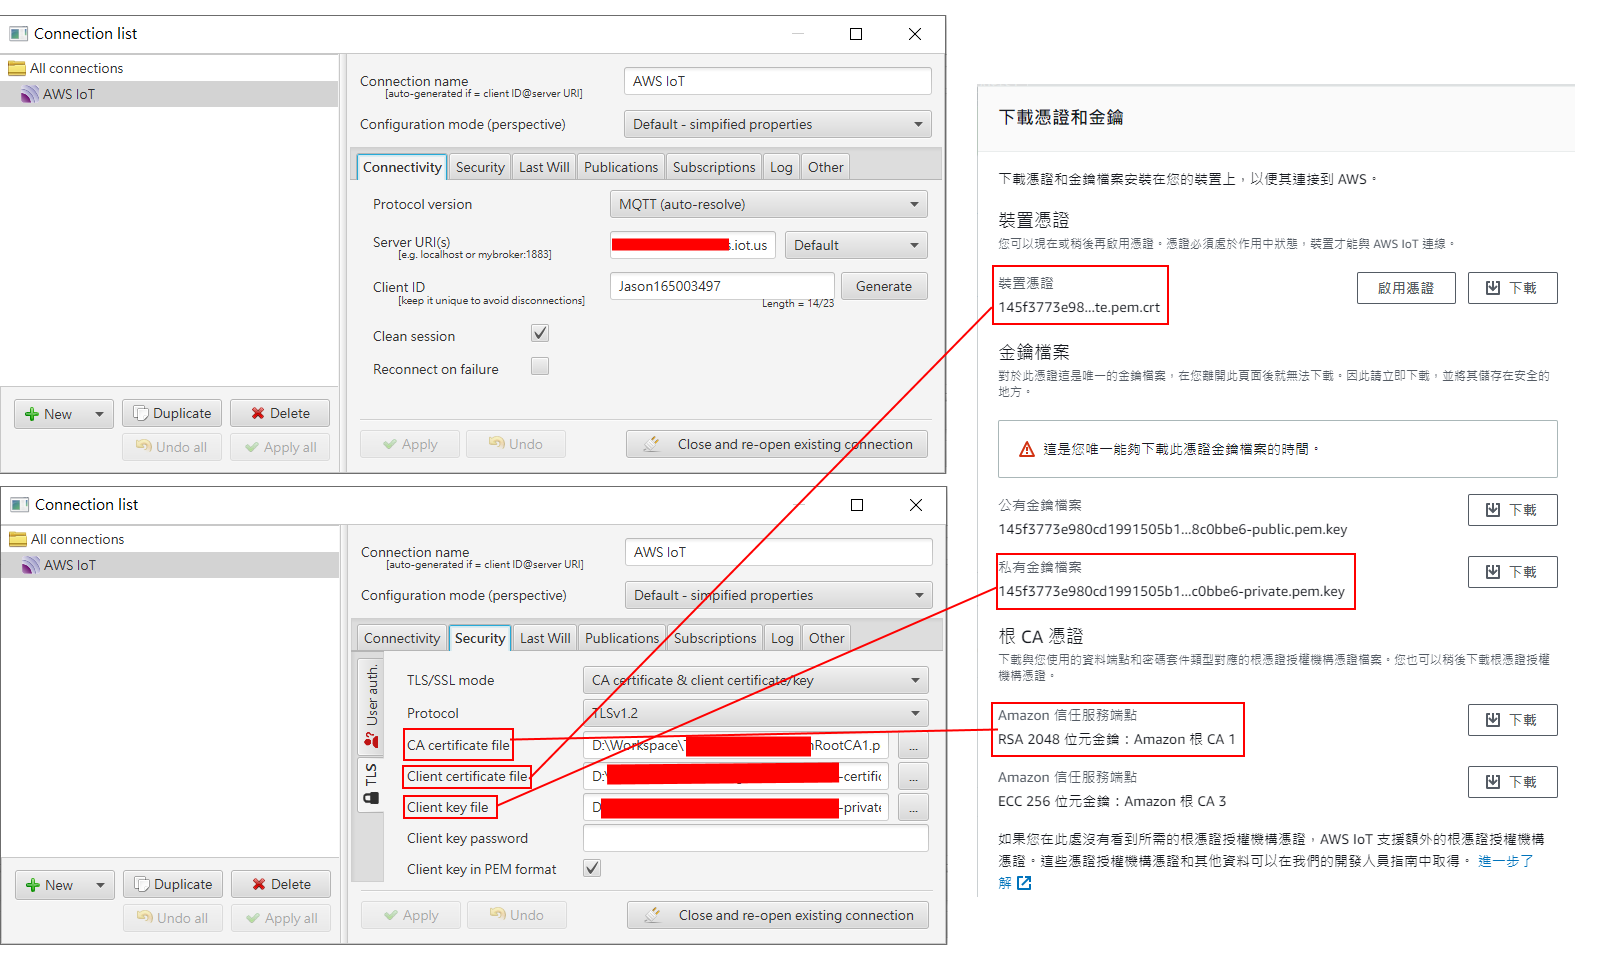 Connection list
All connections
AWS IoT
Connection name
[auto-generated if = client ID@server URI]
AWS IoT
Configuration mode (perspective)
Default - simpified properties
Connectivity
Security
Last Will
Publications
Subscriptions
Log
Other
Protocol version
MQTT (auto-resolve)
Server URI(s)
[e.g. localhost or mybroker:1883]
.iot.us
Default
Client ID
[keep it unique to avoid disconnections]
Jason165003497
Generate
Length = 14/23
Clean session
Reconnect on failure
New
Duplicate
Delete
Undo all
Apply all
Apply
Undo
Close and re-open existing connection
Connection list
All connections
AWS IoT
Connection name
[auto-generated if = client ID@server URI]
AWS IoT
Configuration mode (perspective)
Default - simpified properties
Connectivity
Security
Last Will
Publications
Subscriptions
Log
Other
User auth.
TLS
TLS/SSL mode
CA certificate & client certificate/key
Protocol
TLSv1.2
CA certificate file
D:\Workspace\
RootCA1.p
...
Client certificate file
D:
-certific
...
Client key file
D
-private
...
Client key password
Client key in PEM format
New
Duplicate
Delete
Undo all
Apply all
Apply
Undo
Close and re-open existing connection
下載憑證和金鑰
下載憑證和金鑰檔案安裝在您的裝置上，以便其連接到 AWS。
裝置憑證
您可以現在或稍後再啟用憑證。憑證必須處於作用中狀態，裝置才能與 AWS IoT 連線。
裝置憑證
145f3773e98...te.pem.crt
啟用憑證
下載
金鑰檔案
對於此憑證這是唯一的金鑰檔案，在您離開此頁面後就無法下載。因此請立即下載，並將其儲存在安全的
地方。
這是您唯一能夠下載此憑證金鑰檔案的時間。
公有金鑰檔案
145f3773e980cd1991505b1...8c0bbe6-public.pem.key
下載
私有金鑰檔案
145f3773e980cd1991505b1...c0bbe6-private.pem.key
下載
根 CA 憑證
下載與您使用的資料端點和密碼套件類型對應的根憑證授權機構憑證檔案。您也可以稍後下載根憑證授權
機構憑證。
Amazon 信任服務端點
RSA 2048 位元金鑰：Amazon 根 CA 1
下載
Amazon 信任服務端點
ECC 256 位元金鑰：Amazon 根 CA 3
下載
如果您在此處沒有看到所需的根憑證授權機構憑證，AWS IoT 支援額外的根憑證授權機構
憑證。這些憑證授權機構憑證和其他資料可以在我們的開發人員指南中取得。 進一步了
解